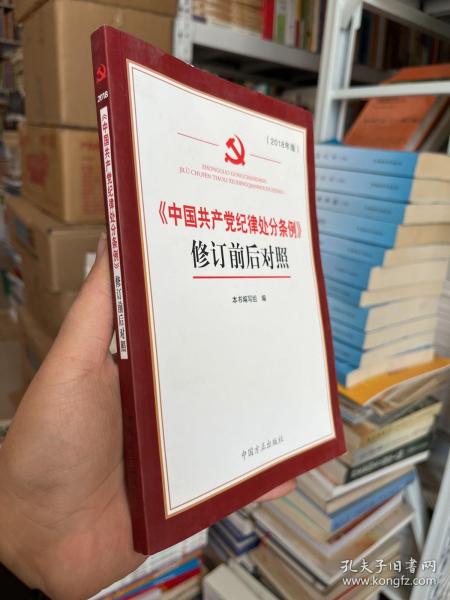 （2018年版）
ZHONGGUO GONGCHANDANG
JILÜ CHUFEN TIAOLI XIUDING QIANHOU DUIZHAO
《中国共产党纪律处分条例》
修订前后对照
本书编写组 编
中国方正出版社
2018
《中国共产党纪律处分条例》修订前后对照
孔夫子旧书网
www.kongfz.com